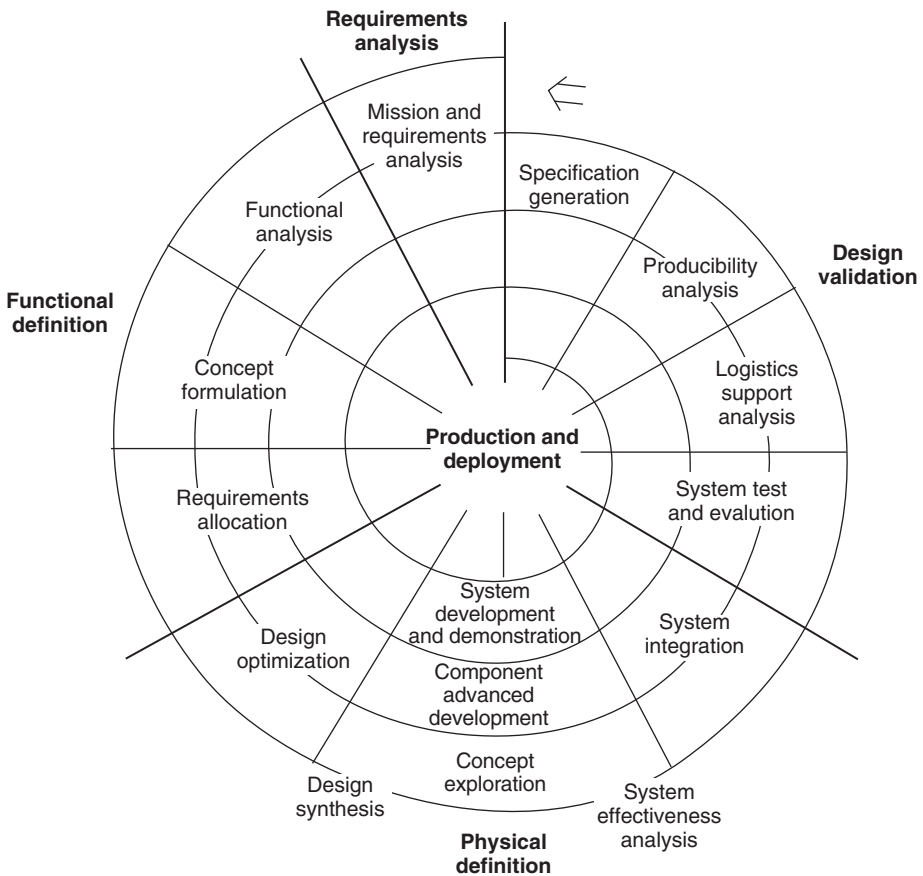 Requirements
analysis
Mission and
requirements
analysis
Specification
generation
Functional
analysis
Producibility
analysis
Design
validation
Functional
definition
Concept
formulation
Logistics
support
analysis
Production and
deployment
Requirements
allocation
System test
and evalution
System
development
and demonstration
Design
optimization
System
integration
Component
advanced
development
Concept
exploration
Design
synthesis
System
effectiveness
analysis
Physical
definition